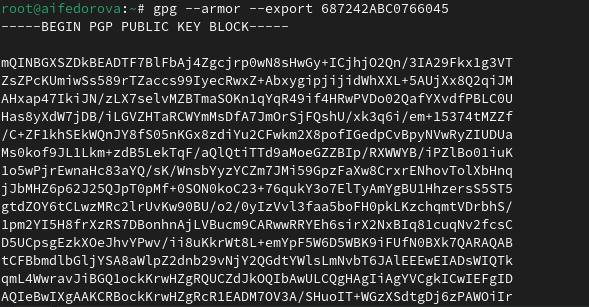 root@aifedorova:~# gpg --armor --export 687242ABC0766045
-----BEGIN PGP PUBLIC KEY BLOCK-----
mQINBGXSZDkBEADTF7BlFbAj4ZgcjrpOwN8sHwGy+ICjhjO2Qn/3IA29Fkx1g3VT
ZsZPcKUmiwSs589rTZaccs99IyecRwxZ+AbxygipjijidWhXXL+5AUjXx8Q2qiJM
AHxap47IkiJN/zLX7selvMZBTmaSOKn1qYqR49if4HRwPVDo02QafYXvdfPBLC0U
Has8yXdW7jDB/iLGVZHTaRCWYmMsDfA7JmOrSjFQshU/xk3q6i/em+15374tMZZf
/C+ZF1khSEkWQnJY8fS05nKGx8zdiYu2CFwkm2X8pofIGedpCvBpyNVwRyZIUDUa
Ms0kof9JL1Lkm+zdB5LekTqF/aQlQtiTTd9aMoeGZZBIp/RXWWYB/iPZlBo01iuK
1o5wPjrEwnaHc83aYQ/sK/WnsbYyzYCZm7JMi59GpzFaXw8CrxrENhovTolXbHnq
jJbMHZ6p62J25QJpT0pMf+0SON0koC23+76qukY3o7ElTyAmYgBU1HhzersS5ST5
gtdZOY6tCLwzMRc2lrUvKw90BU/o2/0yIzVvl3faa5boFH0pkLKzchqmtVDrbhS/
1pm2YI5H8frXzRS7DBonhnAjLVBucm9CARwwRRYEh6sirX2NxBIq81cuqNv2fcsC
D5UCpsgEzkXOeJhvYPwv/ii8uKkrWt8L+emYpF5W6D5WBK9iFUfN0BXk7QARAQAB
tCFBbmdlbGljYSA8aWlpZ2dnb29vNjY2QGdtYWlsLmNvbT6JAlEEEwEIADsWIQTk
qmL4WwravJiBGQ1ockKrwHZgRQUCZdJkOQIbAwULCQgHAgIiAgYVCgkICwIEFgID
AQIeBwIXgAAKCRBockKrwHZgRcR1EADM7OV3A/SHuoIT+WGzXSdtgDj6zPAWOiIr